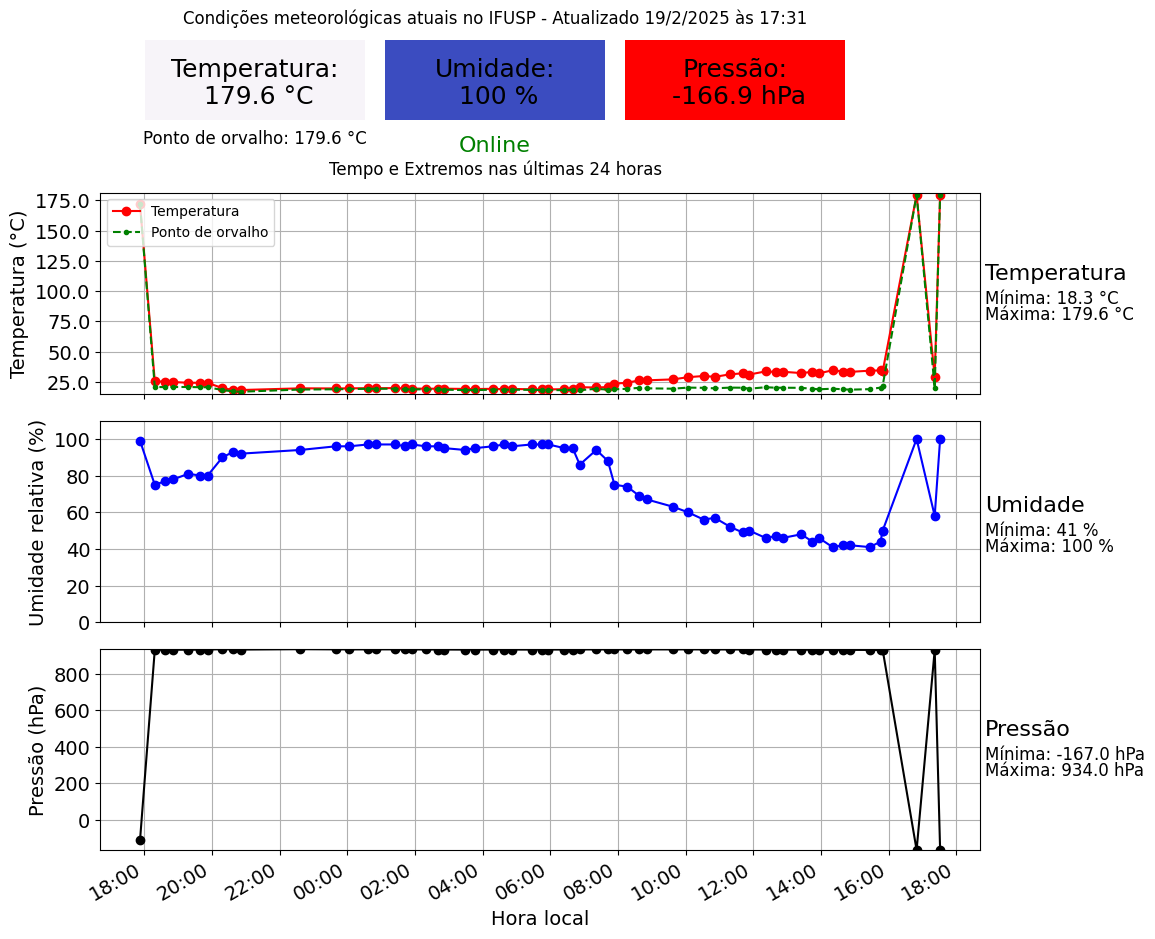 Condições meteorológicas atuais no IFUSP - Atualizado 19/2/2025 às 17:31
Temperatura:
179.6 °C
Umidade:
100 %
Pressão:
-166.9 hPa
Ponto de orvalho: 179.6 °C
Online
Tempo e Extremos nas últimas 24 horas
Temperatura (°C)
175.0
150.0
125.0
100.0
75.0
50.0
25.0
Temperatura
Ponto de orvalho
Temperatura
Mínima: 18.3 °C
Máxima: 179.6 °C
Umidade relativa (%)
100
80
60
40
20
0
Umidade
Mínima: 41 %
Máxima: 100 %
Pressão (hPa)
800
600
400
200
0
Pressão
Mínima: -167.0 hPa
Máxima: 934.0 hPa
18:00
20:00
22:00
00:00
02:00
04:00
06:00
08:00
10:00
12:00
14:00
16:00
18:00
Hora local